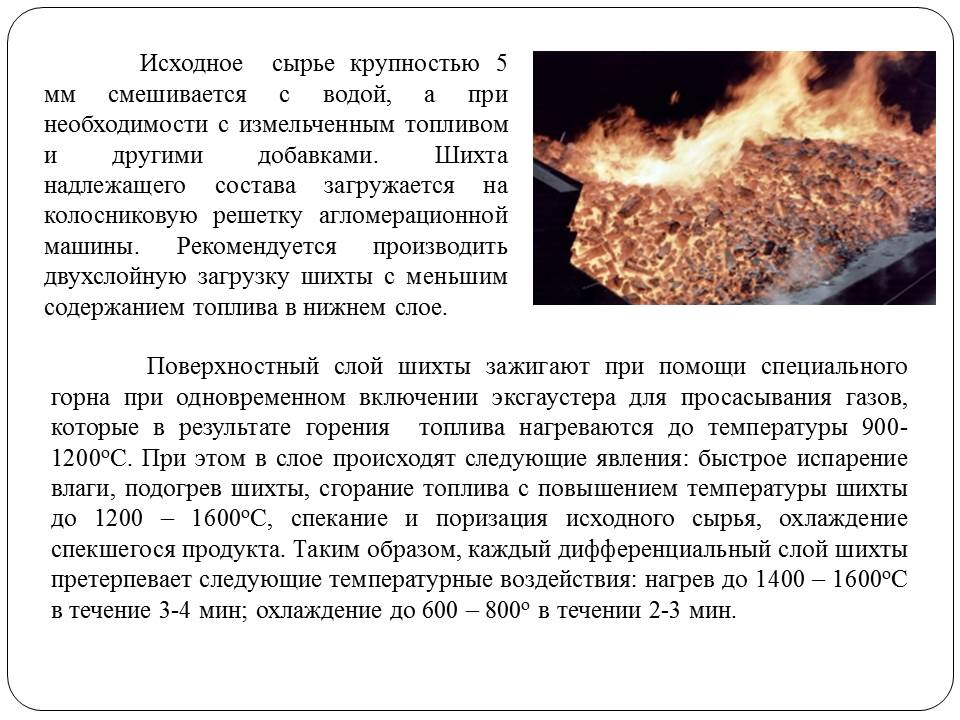 Исходное сырье крупностью 5
мм смешивается с водой, а при
необходимости с измельченным топливом
и другими добавками. Шихта
надлежащего состава загружается на
колосниковую решетку агломерационной
машины. Рекомендуется производить
двухслойную загрузку шихты с меньшим
содержанием топлива в нижнем слое.
Поверхностный слой шихты зажигают при помощи специального
горна при одновременном включении эксгаустера для просасывания газов,
которые в результате горения топлива нагреваются до температуры 900-
1200ºС. При этом в слое происходят следующие явления: быстрое испарение
влаги, подогрев шихты, сгорание топлива с повышением температуры шихты
до 1200 – 1600ºС, спекание и поризация исходного сырья, охлаждение
спекшегося продукта. Таким образом, каждый дифференциальный слой шихты
претерпевает следующие температурные воздействия: нагрев до 1400 – 1600ºС
в течение 3-4 мин; охлаждение до 600 – 800º в течении 2-3 мин.